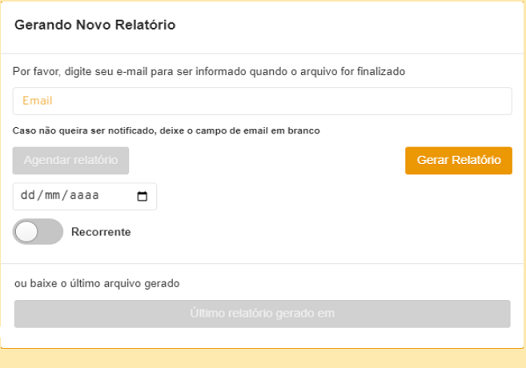 Gerando Novo Relatório
Por favor, digite seu e-mail para ser informado quando o arquivo for finalizado
Email
Caso não queira ser notificado, deixe o campo de email em branco
Agendar relatório
Gerar Relatório
dd/mm/aaaa
Recorrente
ou baixe o último arquivo gerado
Último relatório gerado em